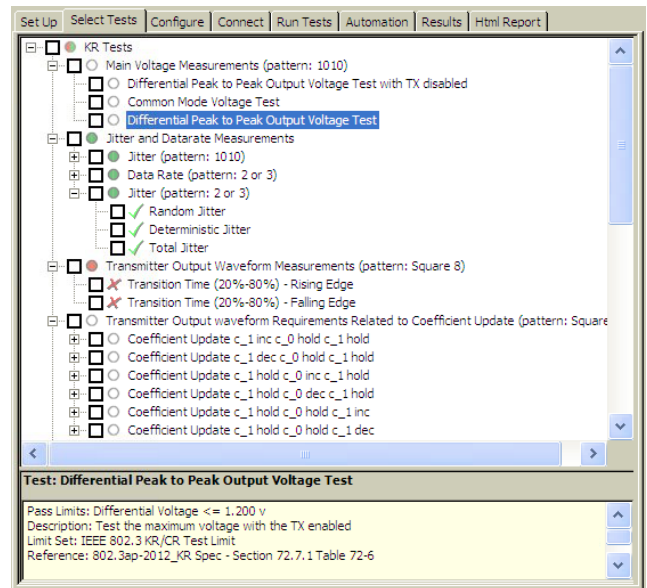 Set Up Select Tests Configure Connect Run Tests Automation Results Html Report
KR Tests
Main Voltage Measurements (pattern: 1010)
Differential Peak to Peak Output Voltage Test with TX disabled
Common Mode Voltage Test
Differential Peak to Peak Output Voltage Test
Jitter and Datarate Measurements
Jitter (pattern: 1010)
Data Rate (pattern: 2 or 3)
Jitter (pattern: 2 or 3)
Random Jitter
Deterministic Jitter
Total Jitter
Transmitter Output Waveform Measurements (pattern: Square 8)
Transition Time (20%-80%) - Rising Edge
Transition Time (20%-80%) - Falling Edge
Transmitter Output waveform Requirements Related to Coefficient Update (pattern: Square
Coefficient Update c_1 inc c_0 hold c_1 hold
Coefficient Update c_1 dec c_0 hold c_1 hold
Coefficient Update c_1 hold c_0 inc c_1 hold
Coefficient Update c_1 hold c_0 dec c_1 hold
Coefficient Update c_1 hold c_0 hold c_1 inc
Coefficient Update c_1 hold c_0 hold c_1 dec
Test: Differential Peak to Peak Output Voltage Test
Pass Limits: Differential Voltage <= 1.200 v
Description: Test the maximum voltage with the TX enabled
Limit Set: IEEE 802.3 KR/CR Test Limit
Reference: 802.3ap-2012_KR Spec - Section 72.7.1 Table 72-6